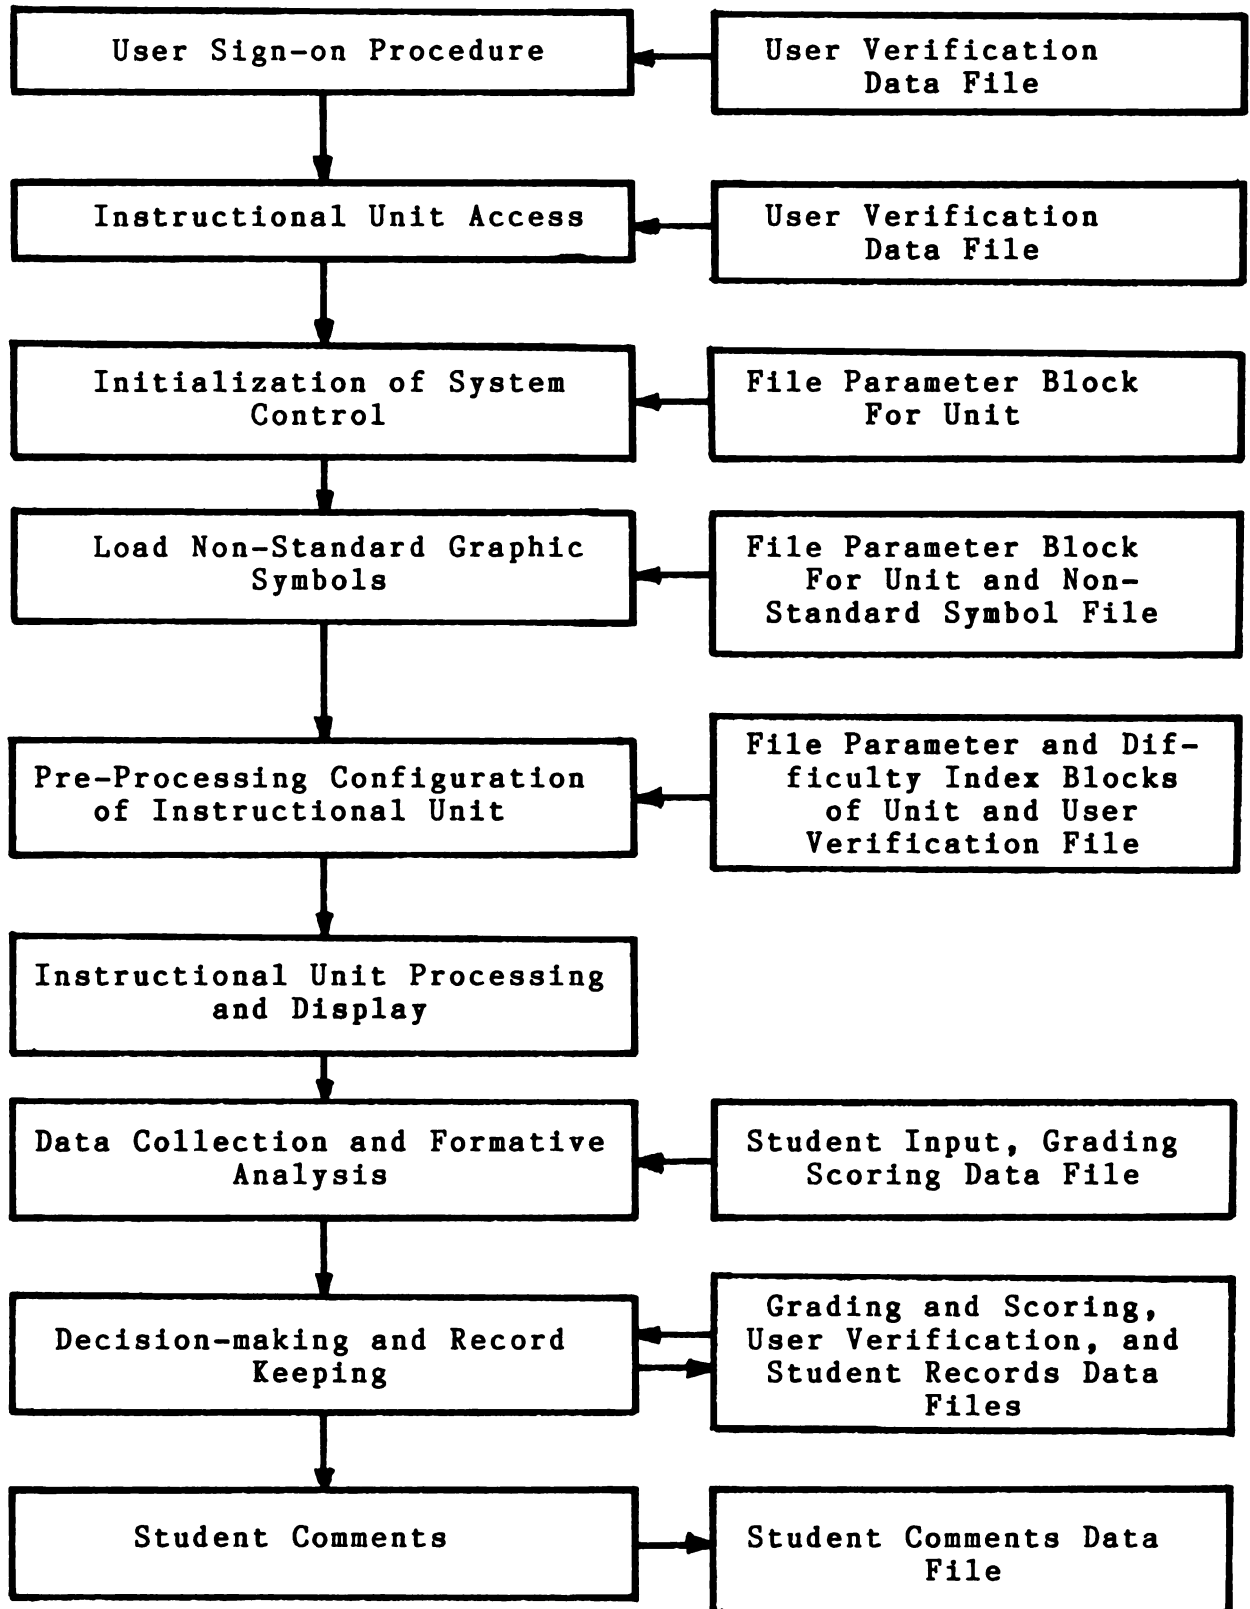 User Sign-on Procedure
User Verification
Data File
Instructional Unit Access
User Verification
Data File
Initialization of System
Control
File Parameter Block
For Unit
Load Non-Standard Graphic
Symbols
File Parameter Block
For Unit and Non-
Standard Symbol File
Pre-Processing Configuration
of Instructional Unit
File Parameter and Dif-
ficulty Index Blocks
of Unit and User
Verification File
Instructional Unit Processing
and Display
Data Collection and Formative
Analysis
Student Input, Grading
Scoring Data File
Decision-making and Record
Keeping
Grading and Scoring,
User Verification, and
Student Records Data
Files
Student Comments
Student Comments Data
File